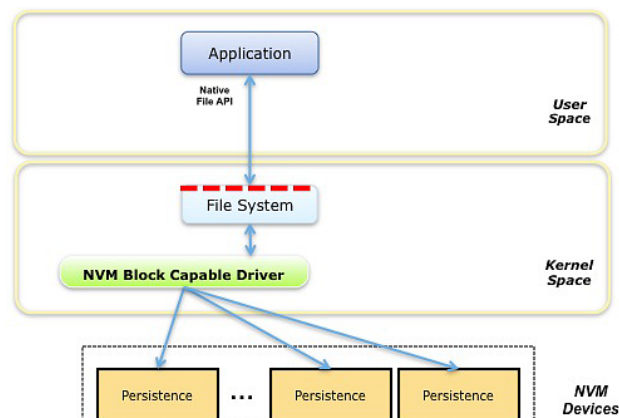 Application
Native
File API
User
Space
File System
NVM Block Capable Driver
Kernel
Space
Persistence
...
Persistence
Persistence
NVM
Devices